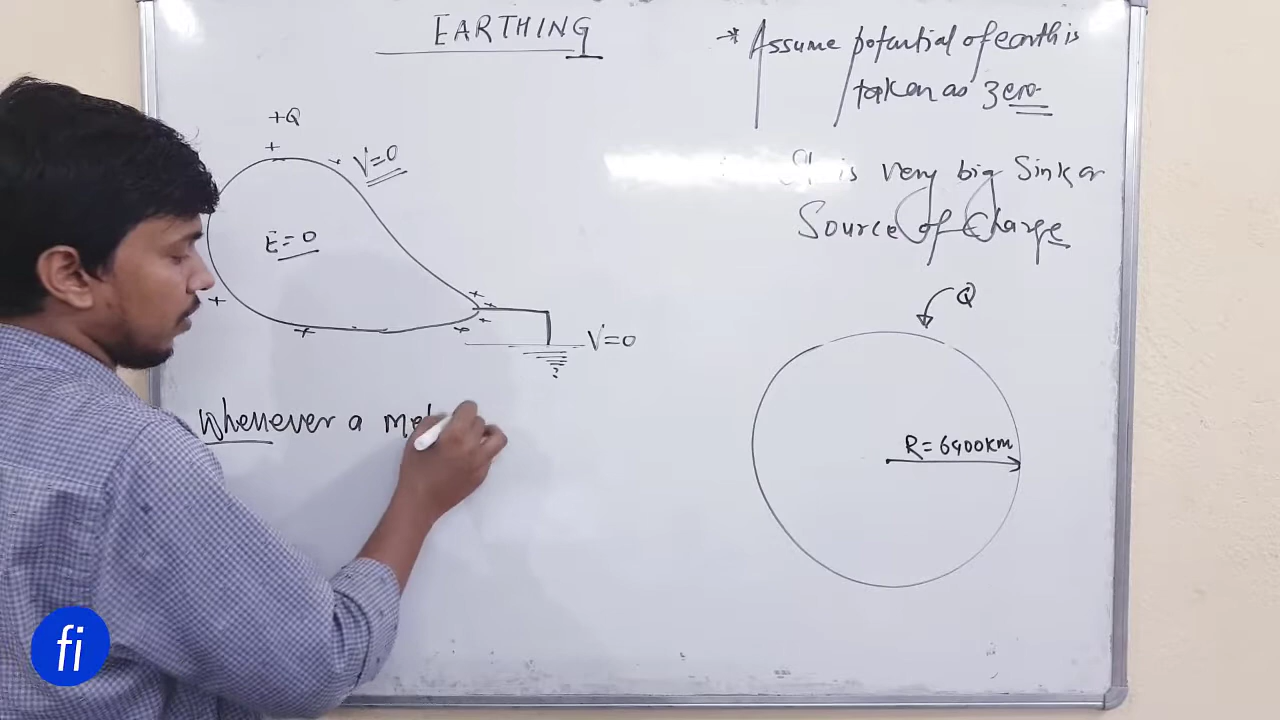 EARTHING
* Assume potential of earth is
taken as Zero
+Q
+ +
V=0
It is very big Sink or
Source of Charge
E=0
Q
+ +
+ + + +
V=0
?
Whenever a met
R=6400km
fi